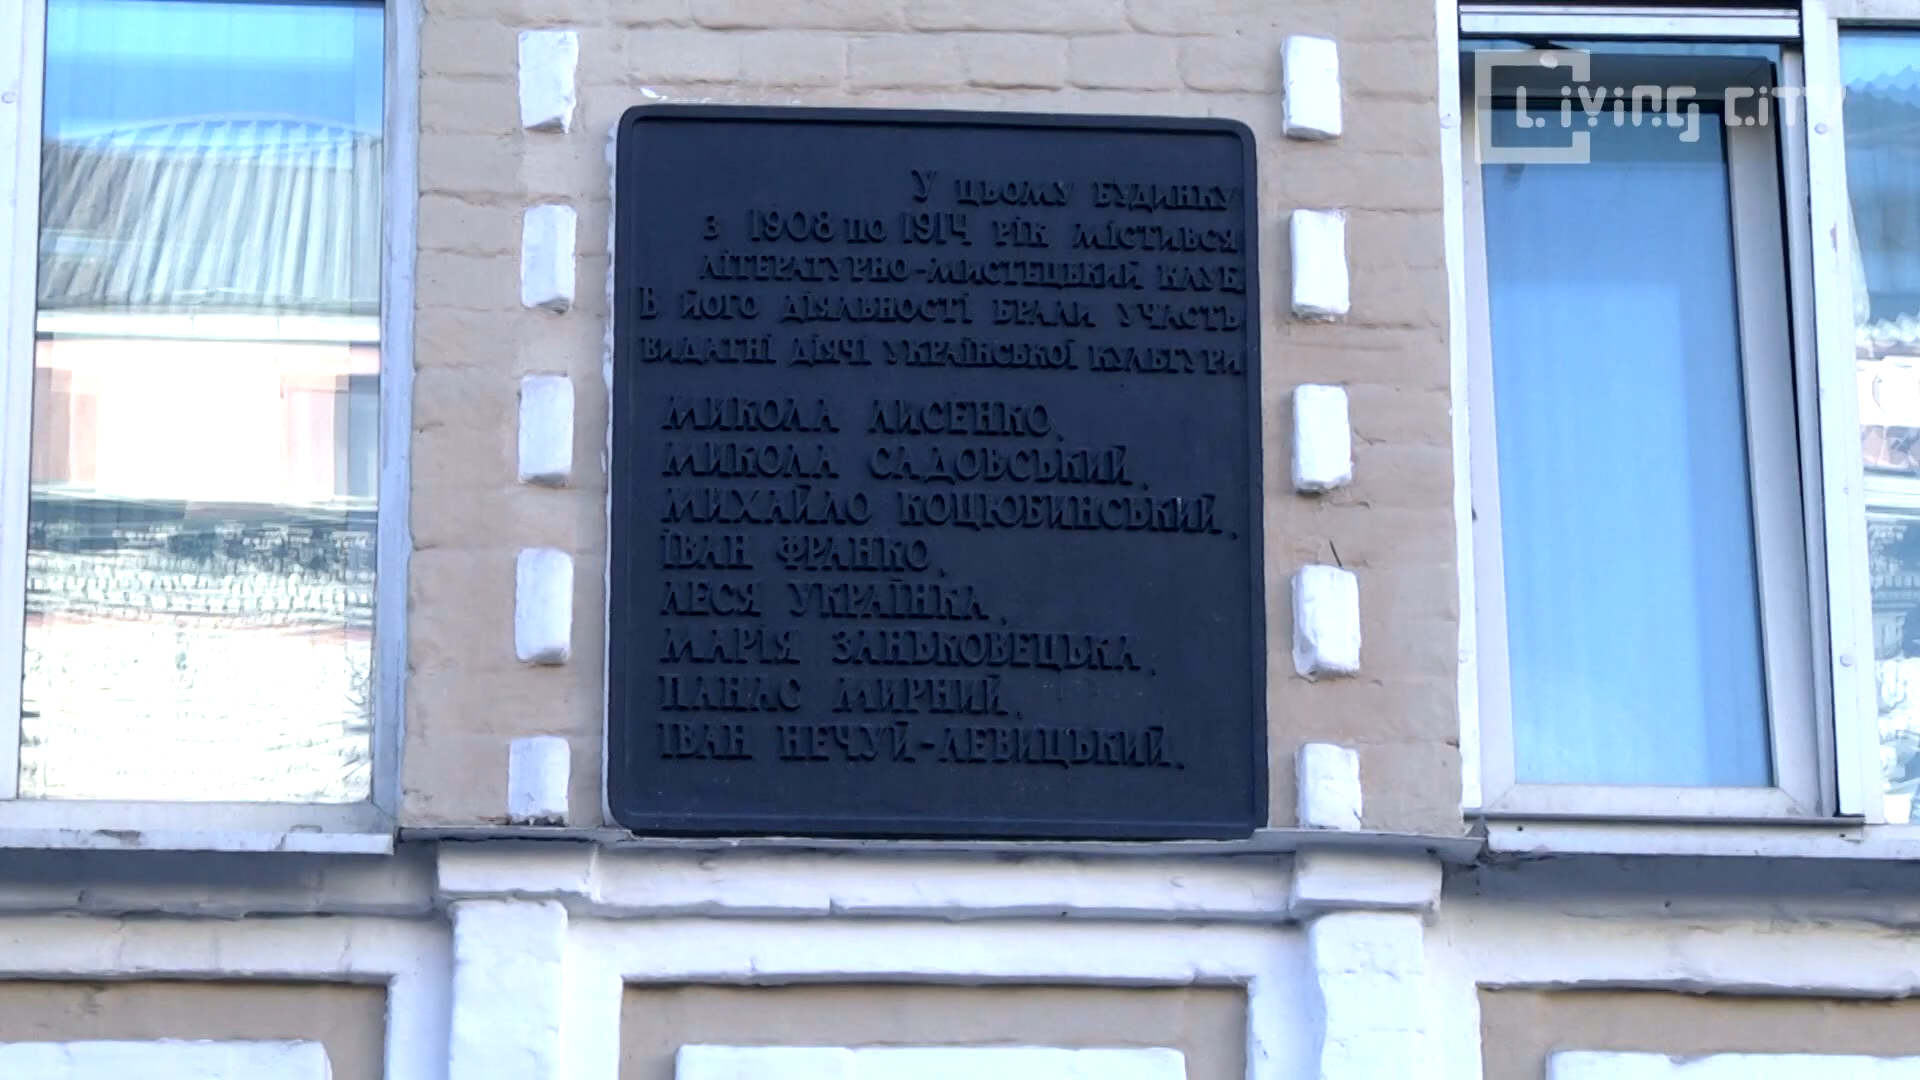 LiViNG CiTY
У цьому будинку
з 1908 по 1914 рік містився
літературно-мистецький клуб.
В його діяльності брали участь
видатні діячі української культури
МИКОЛА ЛИСЕНКО,
МИКОЛА САДОВСЬКИЙ,
МИХАЙЛО КОЦЮБИНСЬКИЙ,
ІВАН ФРАНКО,
ЛЕСЯ УКРАЇНКА,
МАРІЯ ЗАНЬКОВЕЦЬКА,
ПАНАС МИРНИЙ,
ІВАН НЕЧУЙ-ЛЕВИЦЬКИЙ.